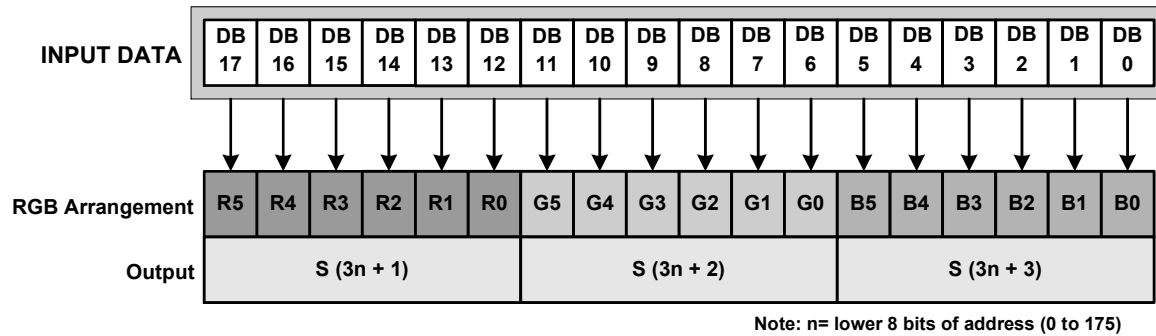 INPUT DATA
DB 17 DB 16 DB 15 DB 14 DB 13 DB 12 DB 11 DB 10 DB 9 DB 8 DB 7 DB 6 DB 5 DB 4 DB 3 DB 2 DB 1 DB 0
RGB Arrangement R5 R4 R3 R2 R1 R0 G5 G4 G3 G2 G1 G0 B5 B4 B3 B2 B1 B0
Output S (3n + 1) S (3n + 2) S (3n + 3)
Note: n= lower 8 bits of address (0 to 175)